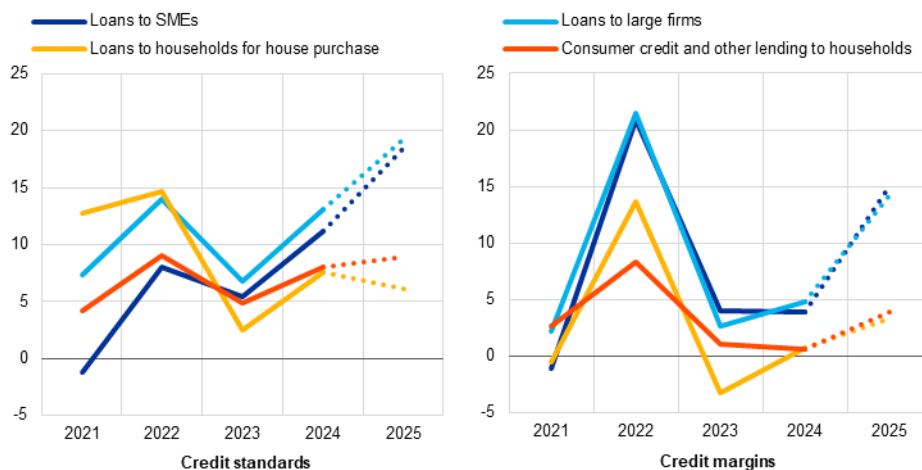 Loans to SMEs
Loans to households for house purchase
Loans to large firms
Consumer credit and other lending to households
25
20
15
10
5
0
-5
2021 2022 2023 2024 2025
Credit standards
25
20
15
10
5
0
-5
2021 2022 2023 2024 2025
Credit margins